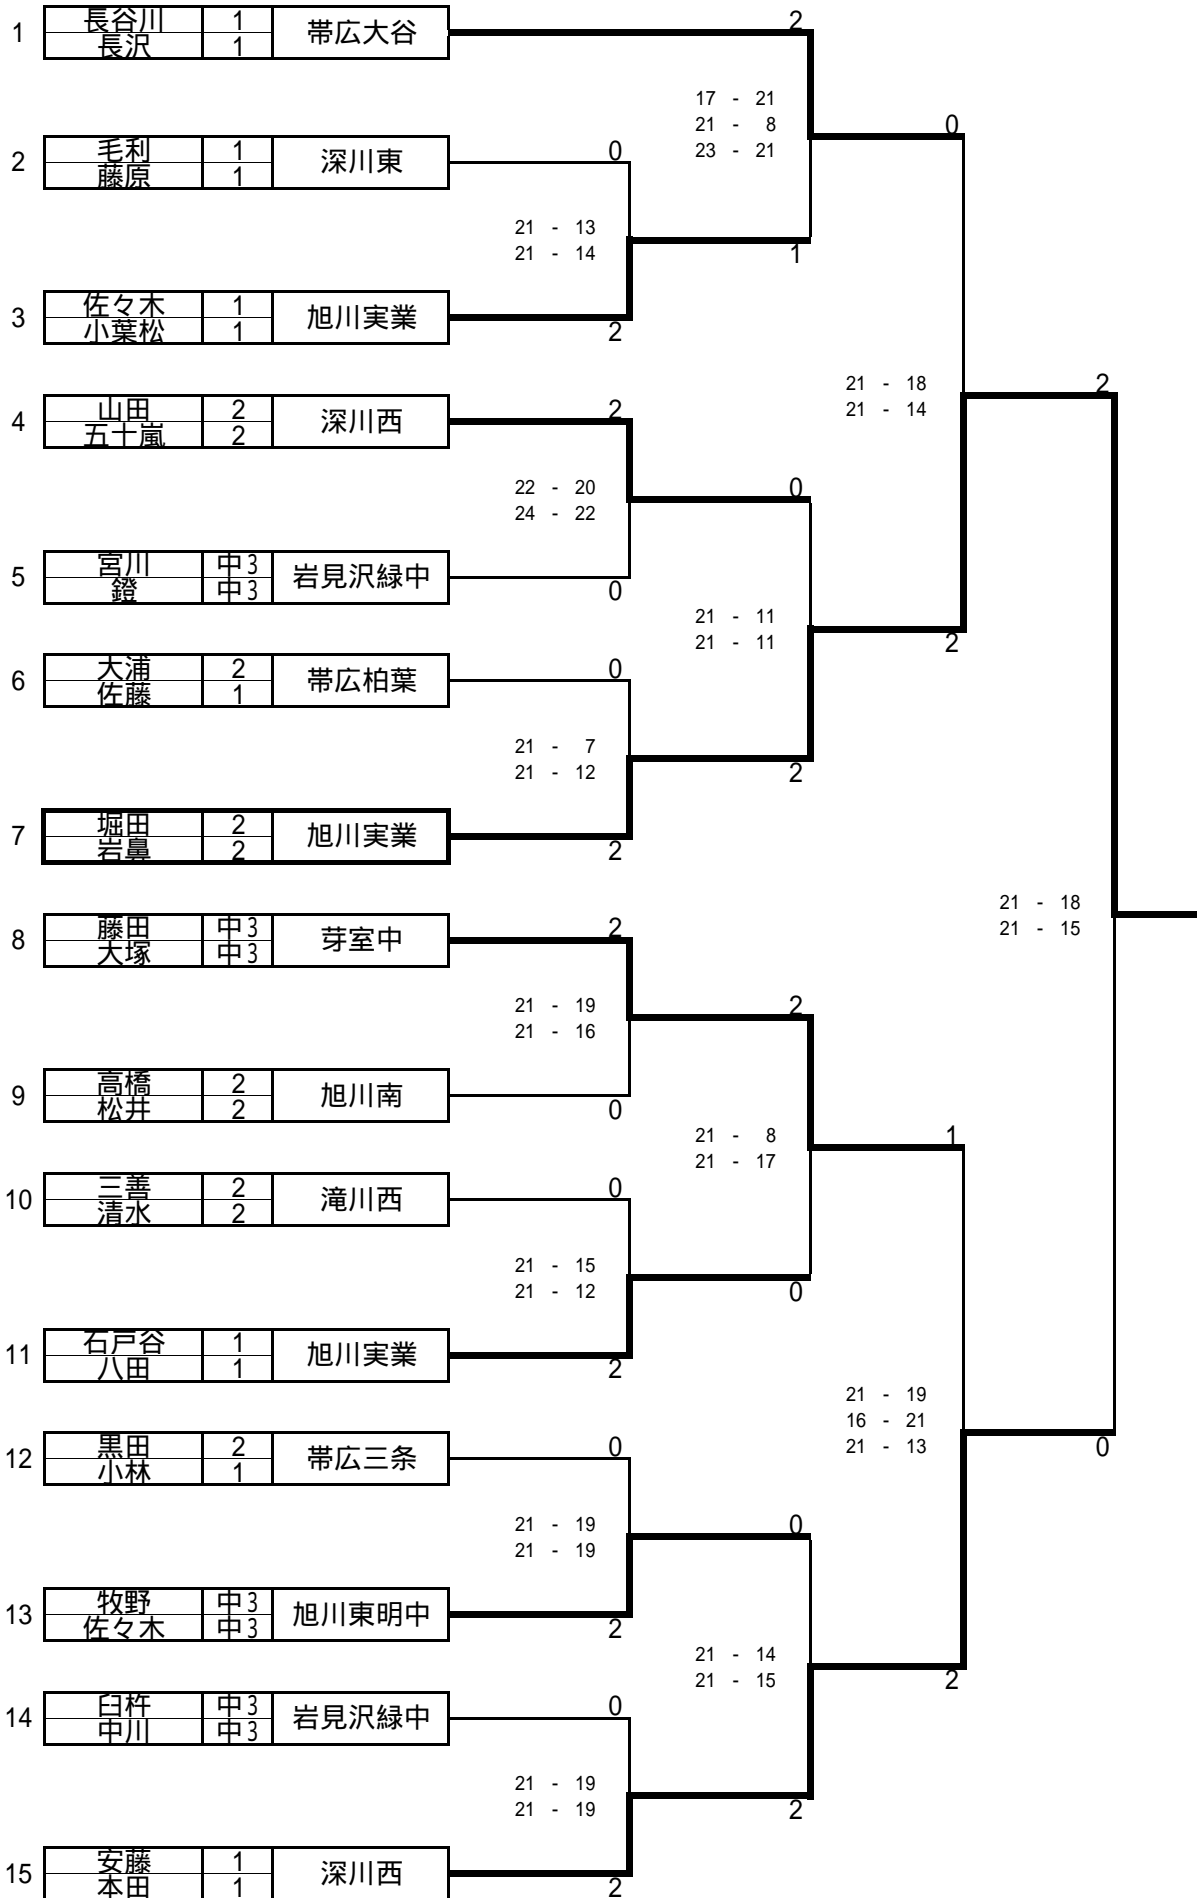 長谷川 1
1 帯広大谷 2
長沢 1
17 - 21
21 - 8
0
23 - 21
毛利 1
2 深川東 0
藤原 1
21 - 13
21 - 14
1
佐々木 1
3 旭川実業
小葉松 1
2
21 - 18
2
21 - 14
山田 2
4 深川西 2
五十嵐 2
22 - 20
0
24 - 22
宮川 中3
5 岩見沢緑中
鐙 中3
0
21 - 11
21 - 11
2
大浦 2
6 帯広柏葉 0
佐藤 1
21 - 7
21 - 12
2
堀田 2
7 旭川実業
岩鼻 2
2
21 - 18
21 - 15
藤田 中3
8 芽室中 2
大塚 中3
21 - 19
2
21 - 16
高橋 2
9 旭川南
松井 2
0
21 - 8
1
21 - 17
三善 2
10 滝川西 0
清水 2
21 - 15
21 - 12
0
石戸谷 1
11 旭川実業
八田 1
2
21 - 19
16 - 21
21 - 13
0
黒田 2
12 帯広三条 0
小林 1
21 - 19
0
21 - 19
牧野 中3
13 旭川東明中
佐々木 中3
2
21 - 14
21 - 15
2
臼杵 中3
14 岩見沢緑中 0
中川 中3
21 - 19
21 - 19
2
安藤 1
15 深川西
本田 1
2